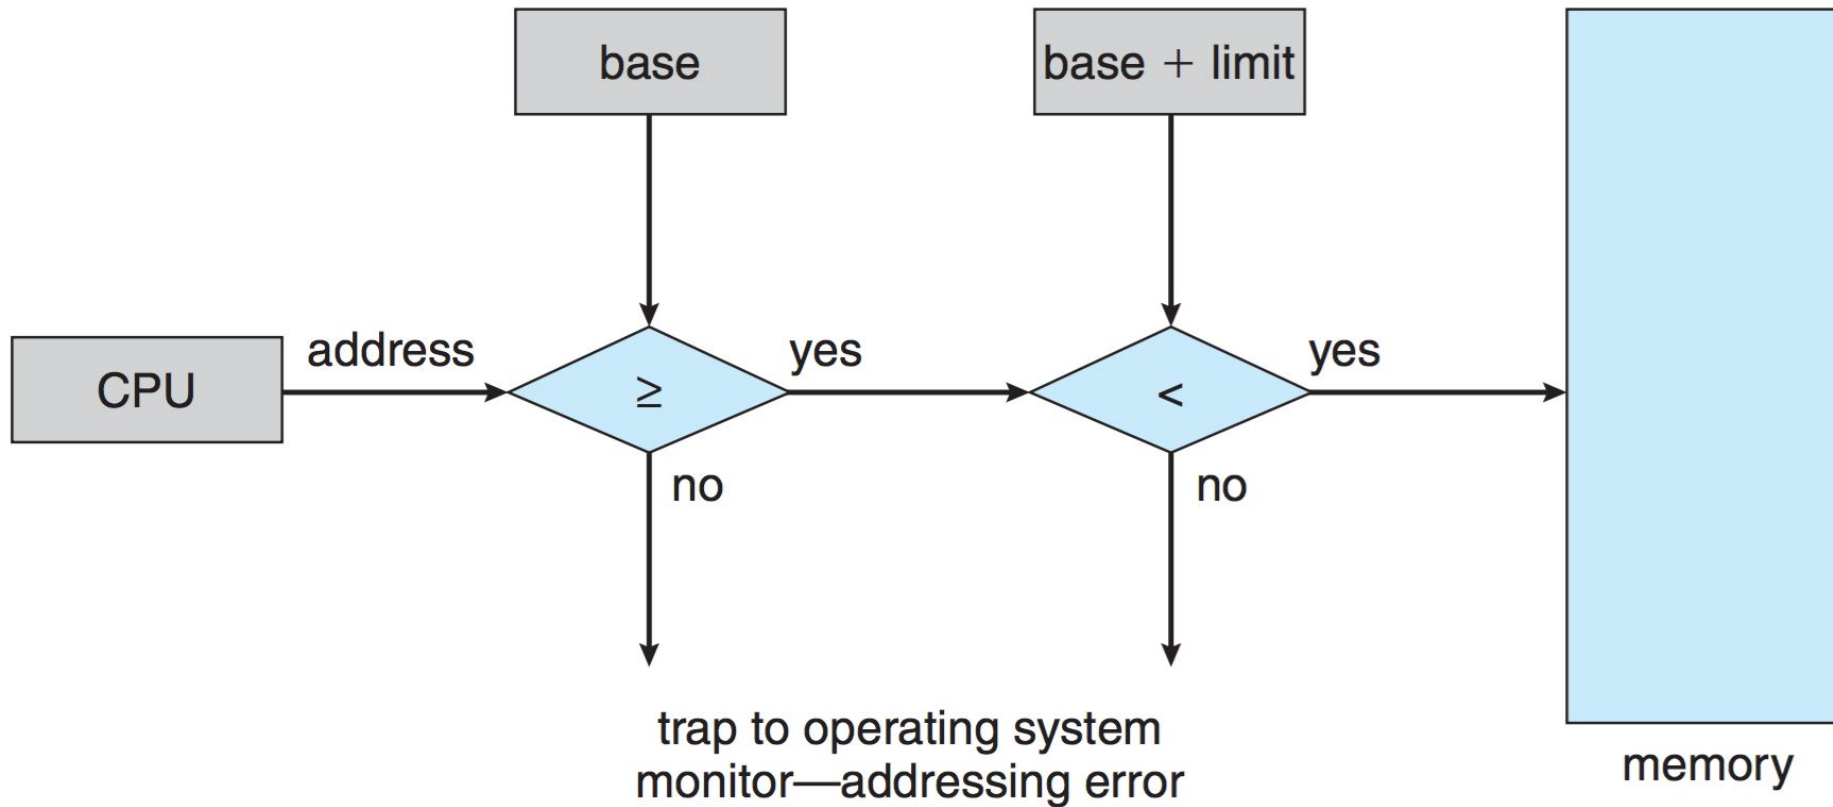 base
base + limit
CPU
address
≥
yes
<
yes
no
no
trap to operating system
monitor—addressing error
memory